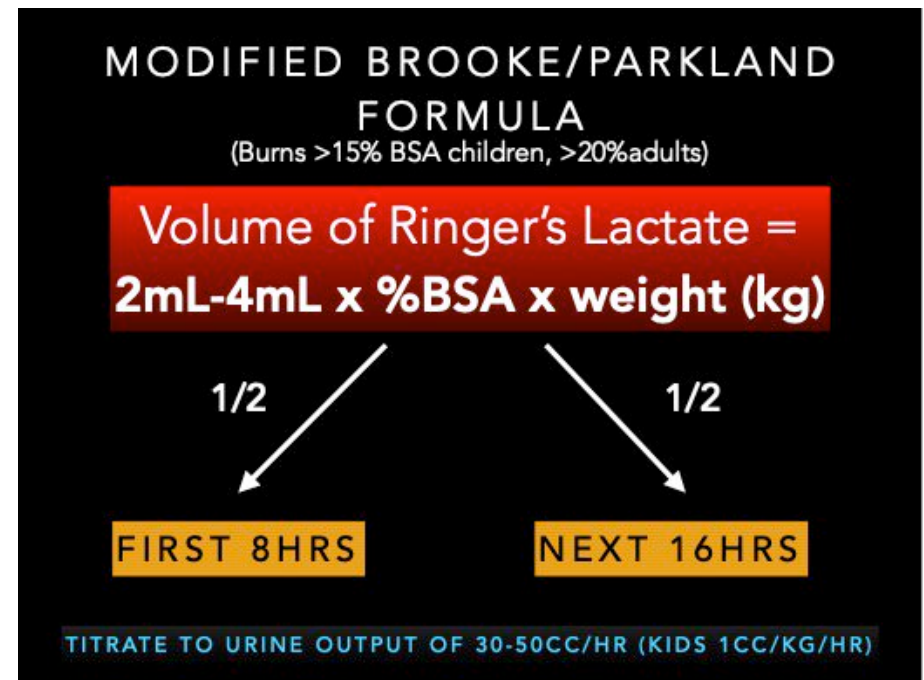 MODIFIED BROOKE/PARKLAND
FORMULA
(Burns >15% BSA children, >20%adults)
Volume of Ringer's Lactate =
2mL-4mL x %BSA x weight (kg)
1/2 1/2
FIRST 8HRS NEXT 16HRS
TITRATE TO URINE OUTPUT OF 30-50CC/HR (KIDS 1CC/KG/HR)